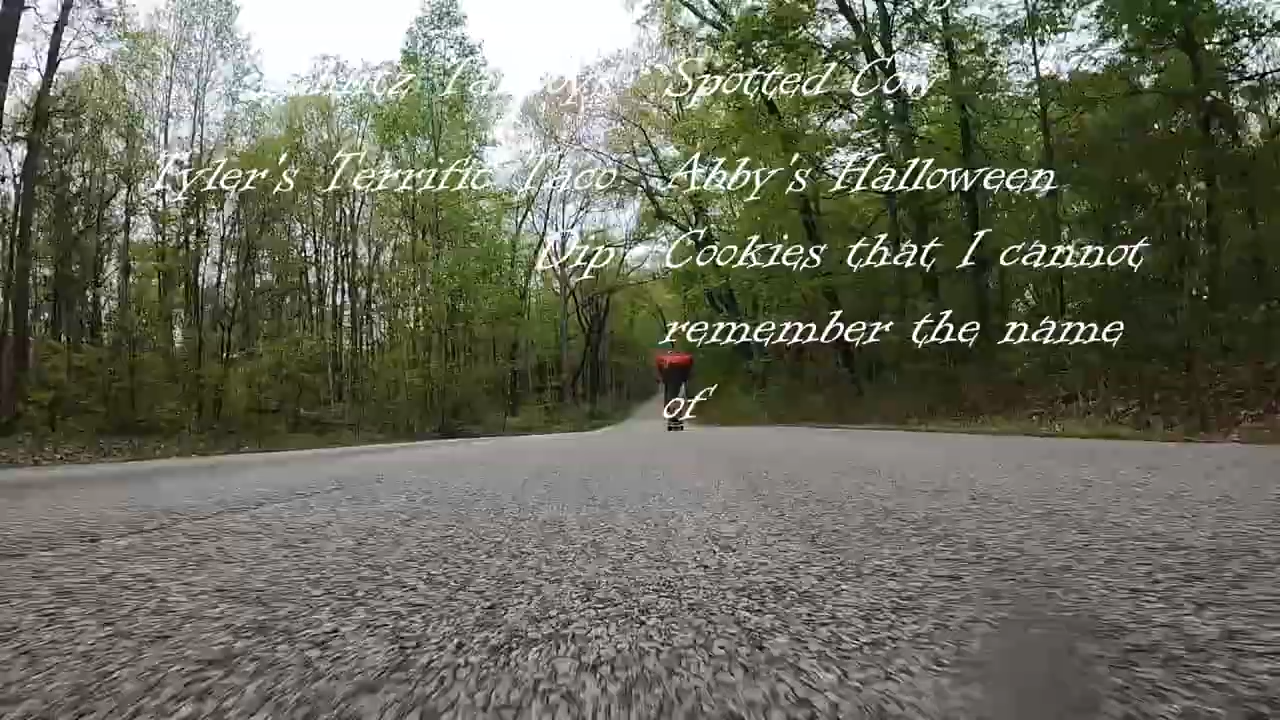 Spotted Cow
Tyler's Terrific Taco Abby's Halloween
Dip Cookies that I cannot
remember the name
of